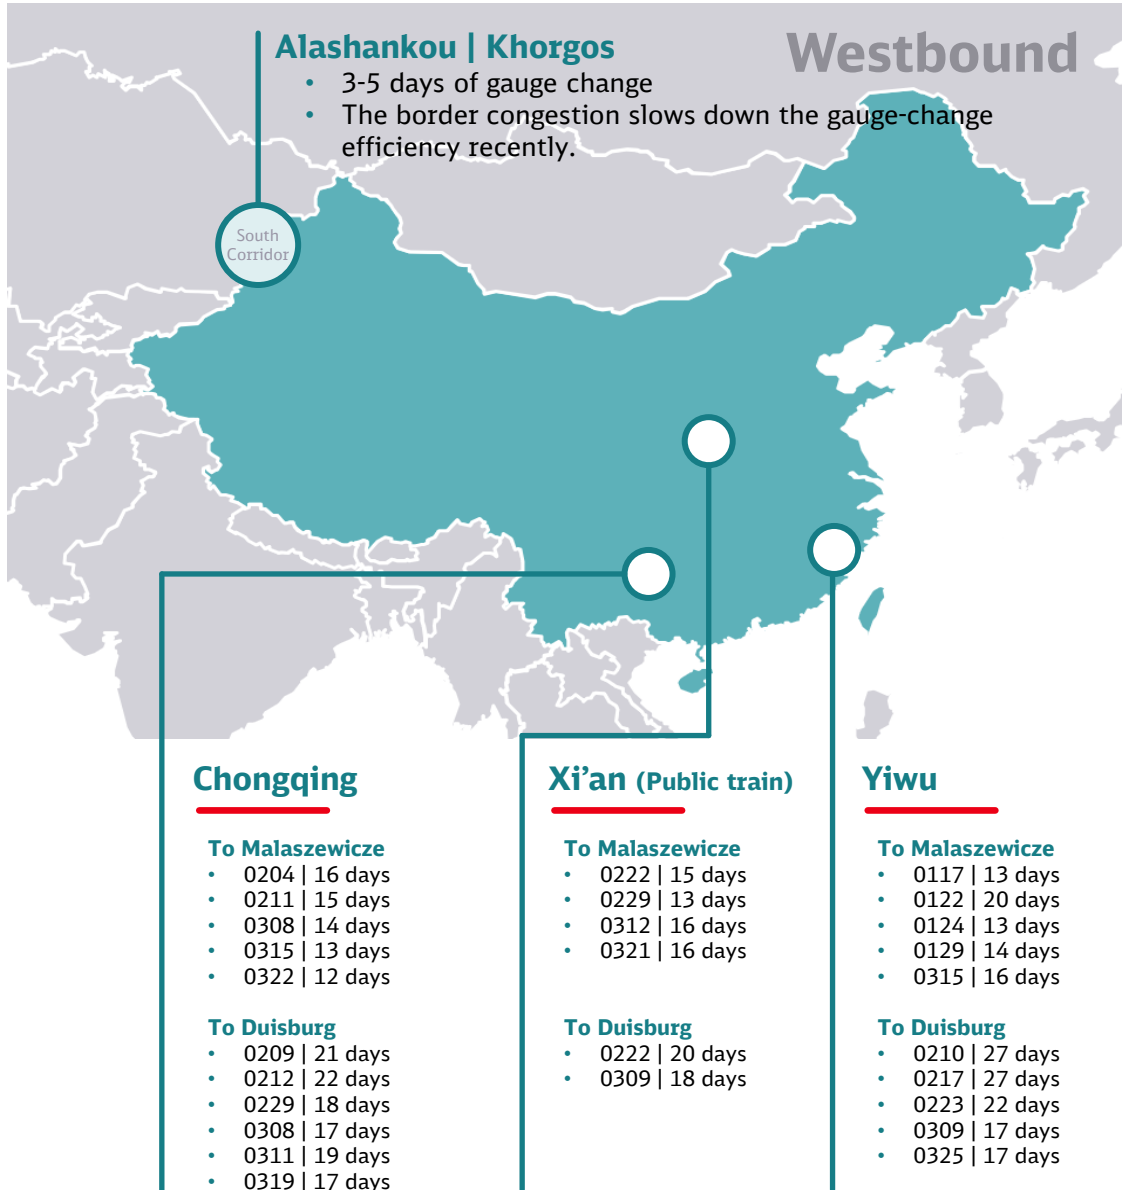 Westbound
Alashankou | Khorgos
• 3-5 days of gauge change
• The border congestion slows down the gauge-change
efficiency recently.
South
Corridor
Chongqing
To Malaszewicze
• 0204 | 16 days
• 0211 | 15 days
• 0308 | 14 days
• 0315 | 13 days
• 0322 | 12 days
To Duisburg
• 0209 | 21 days
• 0212 | 22 days
• 0229 | 18 days
• 0308 | 17 days
• 0311 | 19 days
• 0319 | 17 days
Xi’an (Public train)
To Malaszewicze
• 0222 | 15 days
• 0229 | 13 days
• 0312 | 16 days
• 0321 | 16 days
To Duisburg
• 0222 | 20 days
• 0309 | 18 days
Yiwu
To Malaszewicze
• 0117 | 13 days
• 0122 | 20 days
• 0124 | 13 days
• 0129 | 14 days
• 0315 | 16 days
To Duisburg
• 0210 | 27 days
• 0217 | 27 days
• 0223 | 22 days
• 0309 | 17 days
• 0325 | 17 days